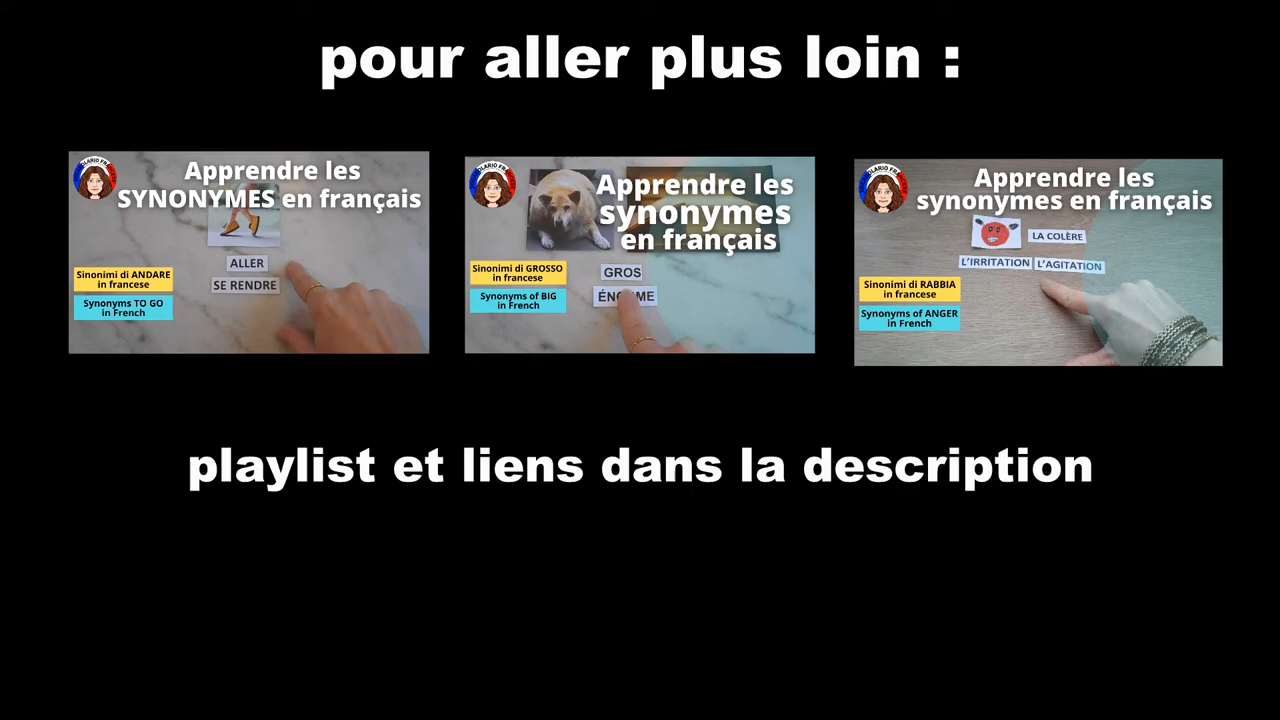 pour aller plus loin :
Apprendre les
SYNONYMES en français
ALLER
SE RENDRE
Sinonimi di ANDARE
in francese
Synonyms TO GO
in French
Apprendre les
synonymes
en français
GROS
Sinonimi di GROSSO
in francese
Synonyms of BIG
in French
Apprendre les
synonymes en français
LA COLÈRE
L'IRRITATION
L'AGITATION
Sinonimi di RABBIA
in francese
Synonyms of ANGER
in French
playlist et liens dans la description